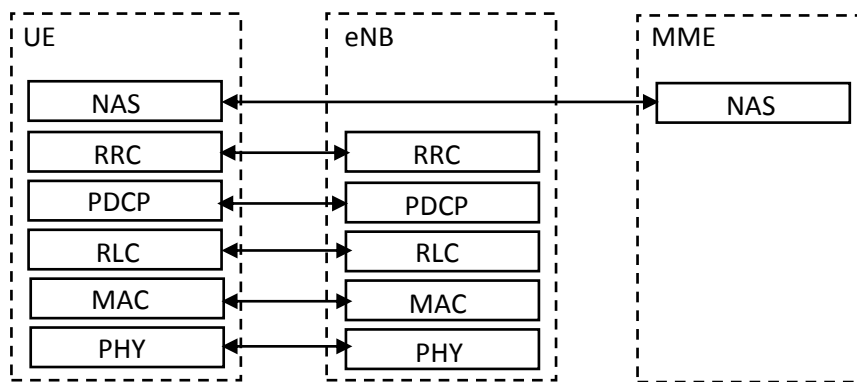 UE eNB MME
NAS NAS
RRC RRC
PDCP PDCP
RLC RLC
MAC MAC
PHY PHY